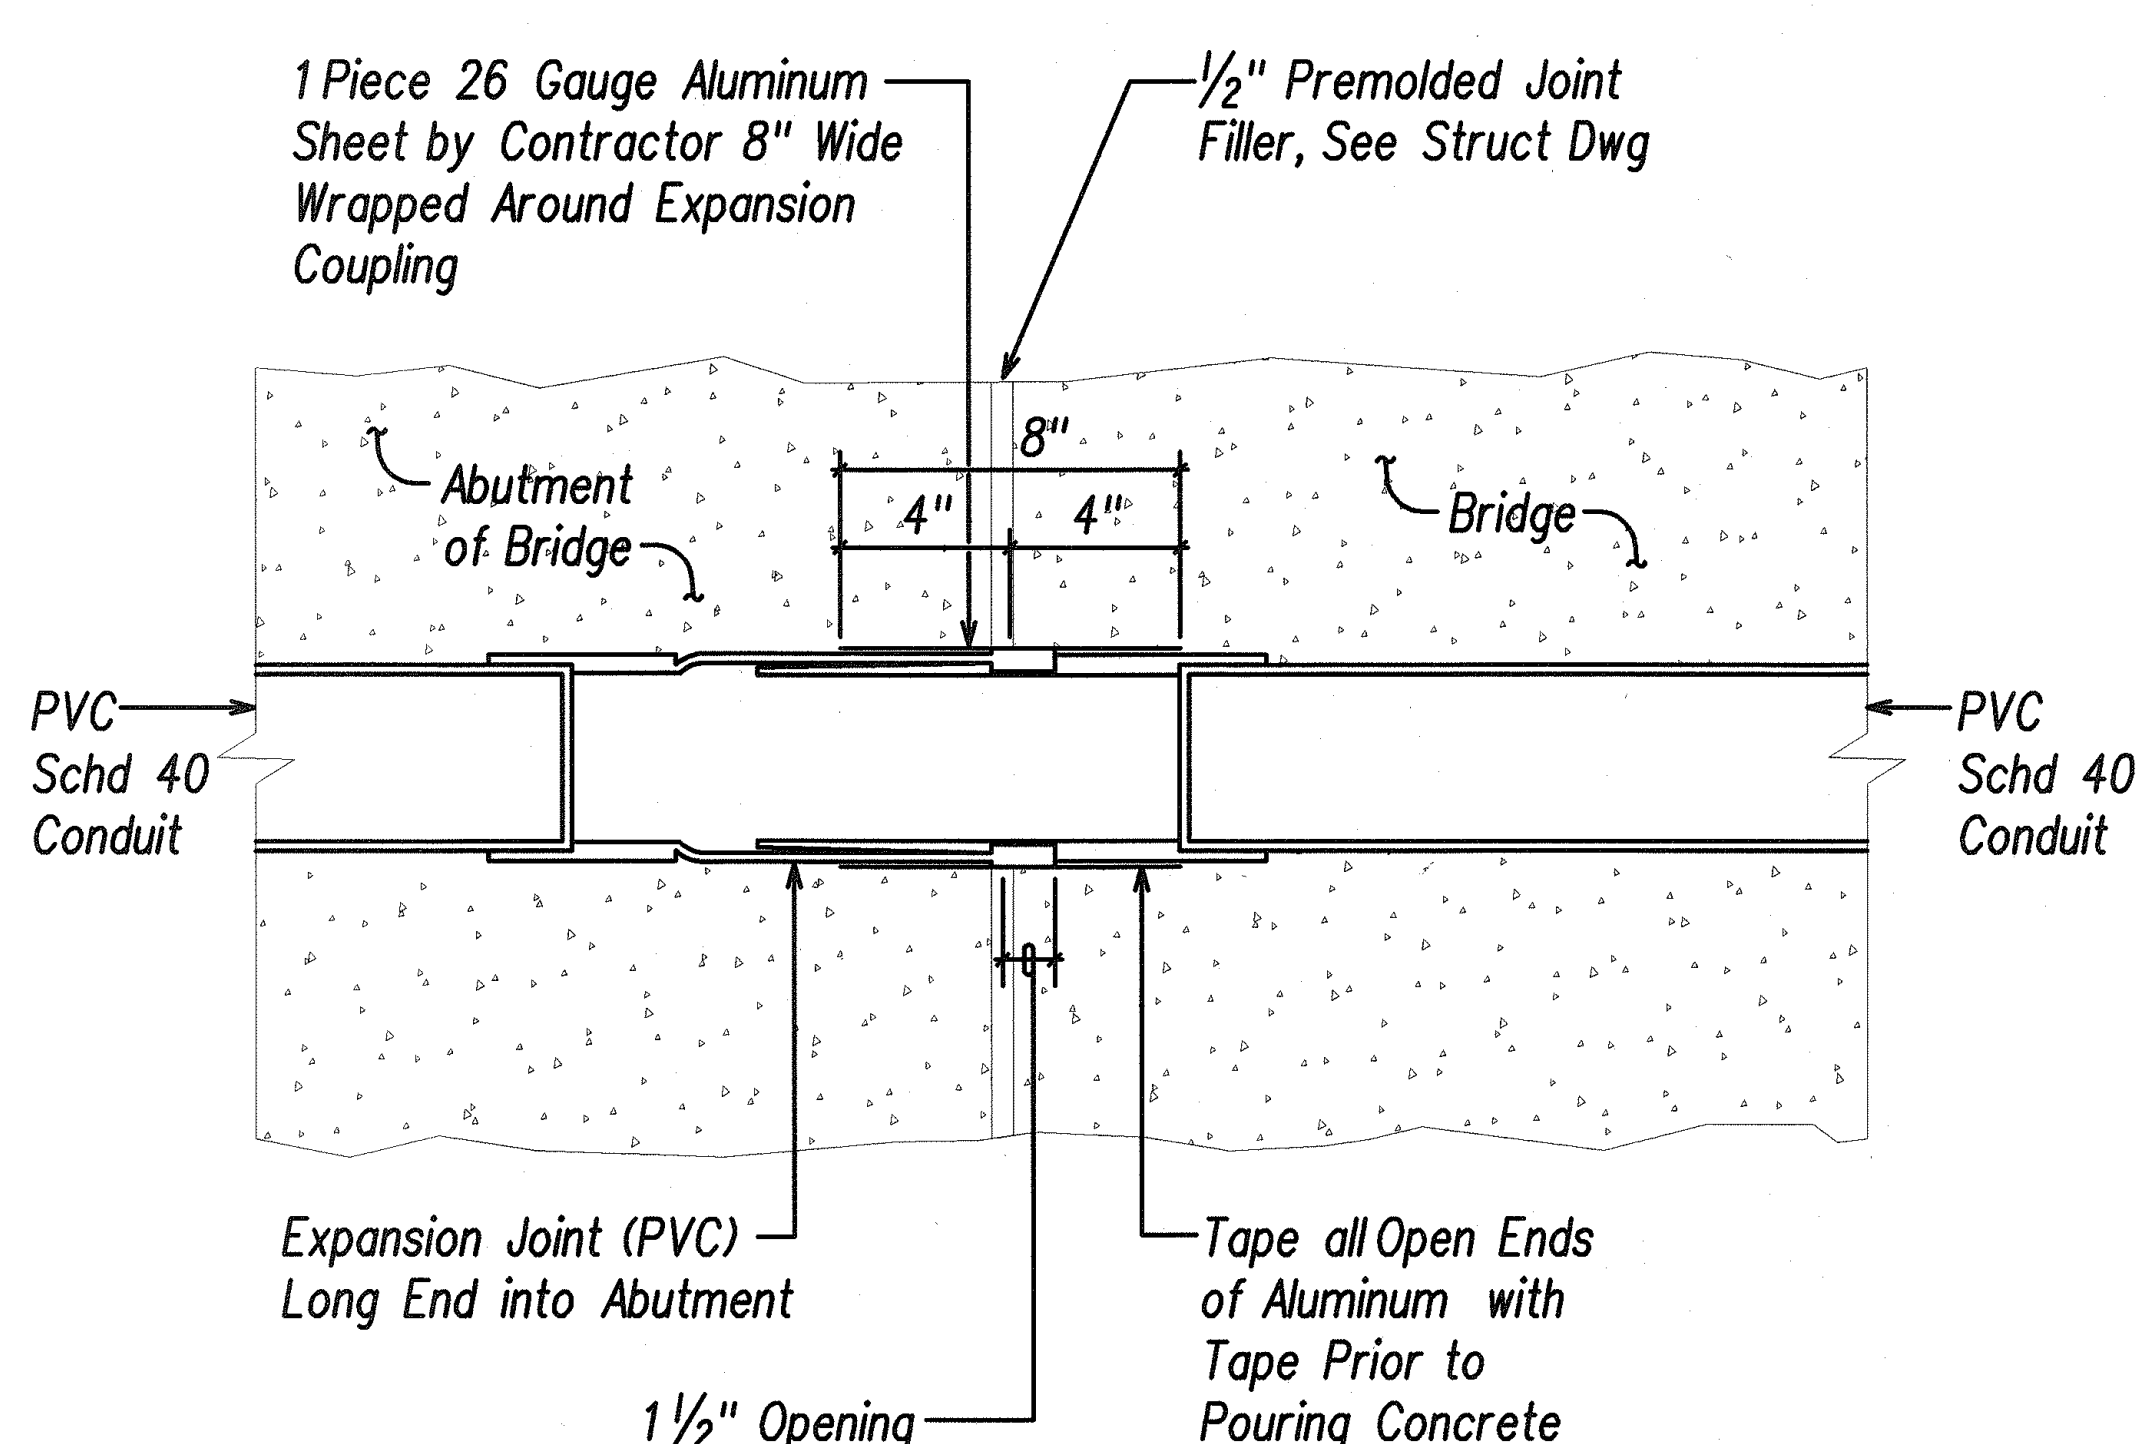 1 Piece 26 Gauge Aluminum
Sheet by Contractor 8" Wide
Wrapped Around Expansion
Coupling
½" Premolded Joint
Filler, See Struct Dwg
8"
4" 4"
Abutment
of Bridge
Bridge
PVC
Schd 40
Conduit
PVC
Schd 40
Conduit
Expansion Joint (PVC)
Long End into Abutment
Tape all Open Ends
of Aluminum with
Tape Prior to
Pouring Concrete
1 ½" Opening